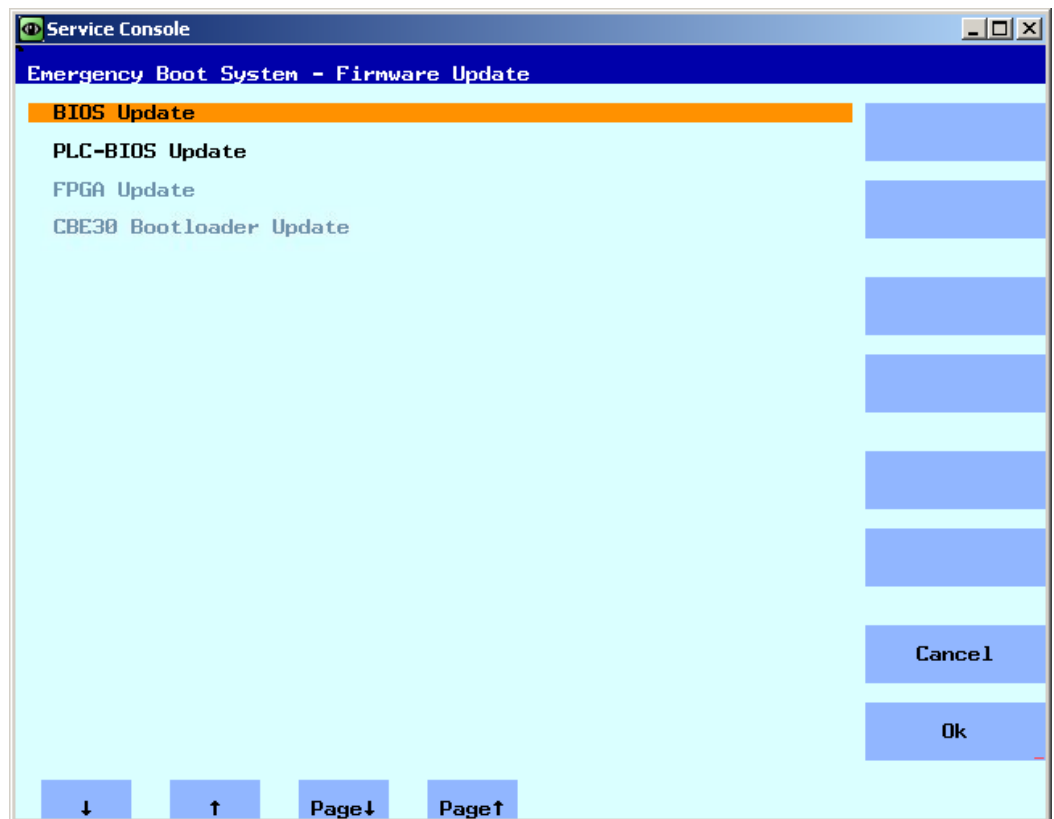 Service Console
Emergency Boot System - Firmware Update
BIOS Update
PLC-BIOS Update
FPGA Update
CBE30 Bootloader Update
Cancel
Ok
↓ ↑ Page↓ Page↑